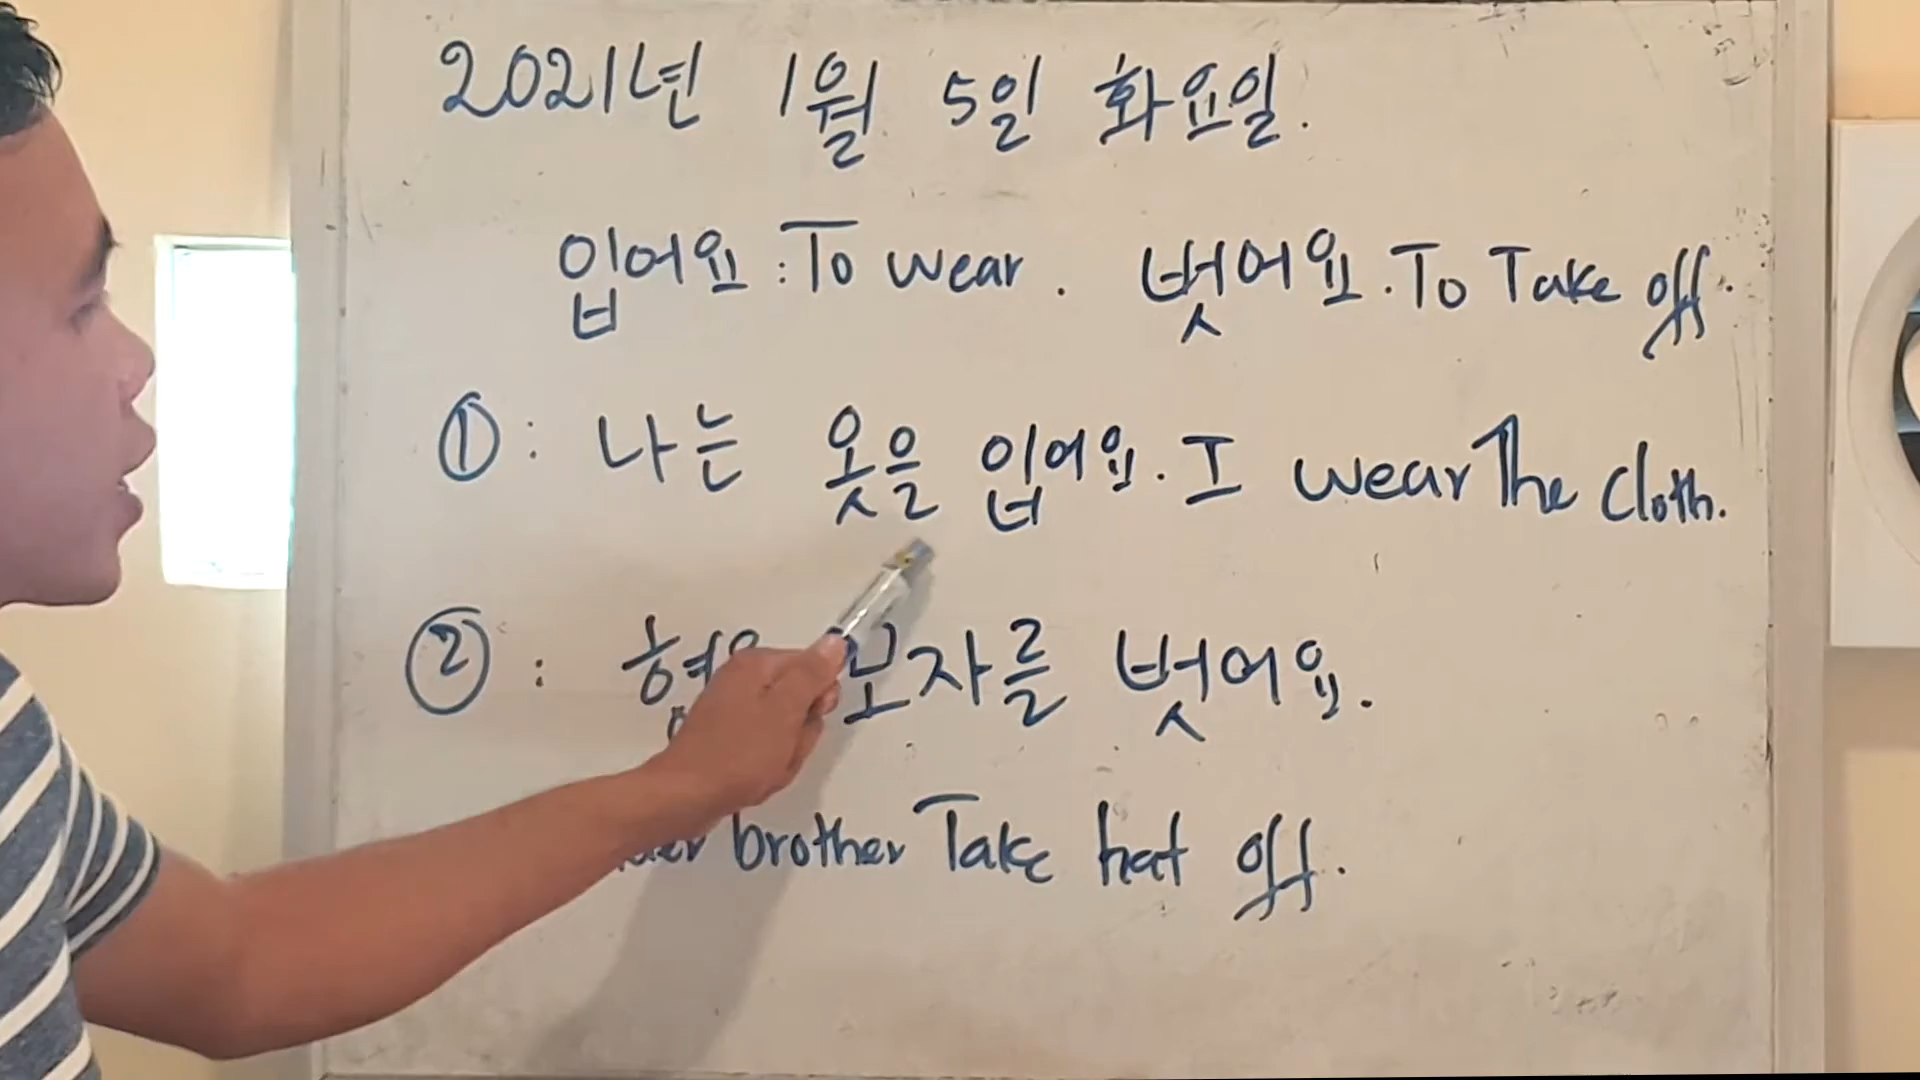 2021년 1월 5일 화요일.
입어요 : To wear . 벗어요 . To Take off.
① : 나는 옷을 입어요. I wear The cloth.
② : 모자를 벗어요.
brother Take hat off.